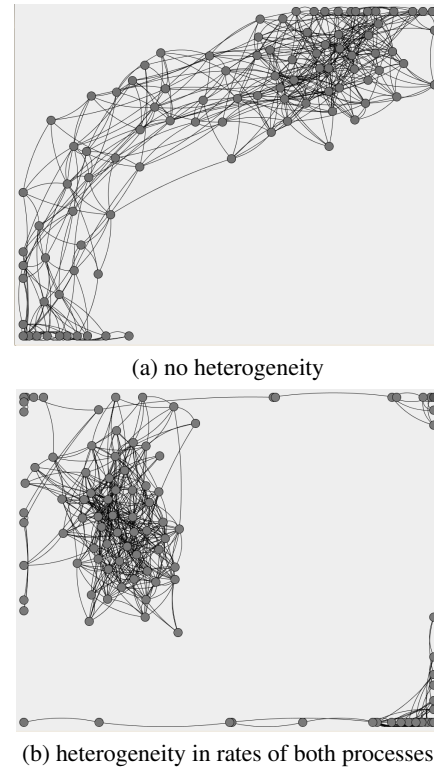 (a) no heterogeneity
(b) heterogeneity in rates of both processes